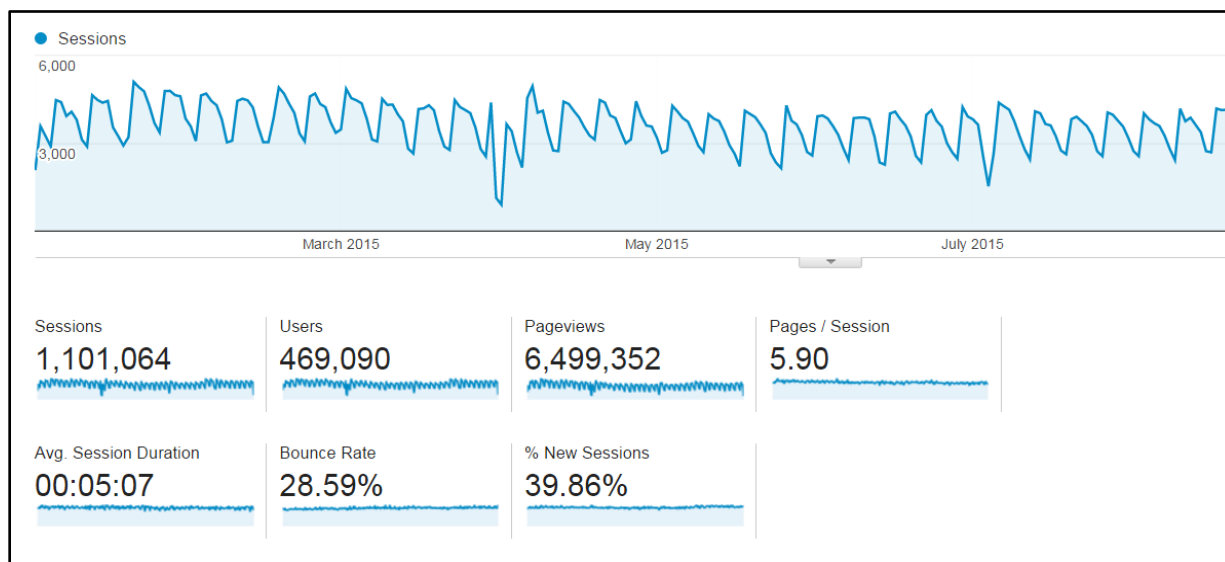 Sessions
6,000
3,000
March 2015 May 2015 July 2015
Sessions Users Pageviews Pages / Session
1,101,064 469,090 6,499,352 5.90
Avg. Session Duration Bounce Rate % New Sessions
00:05:07 28.59% 39.86%